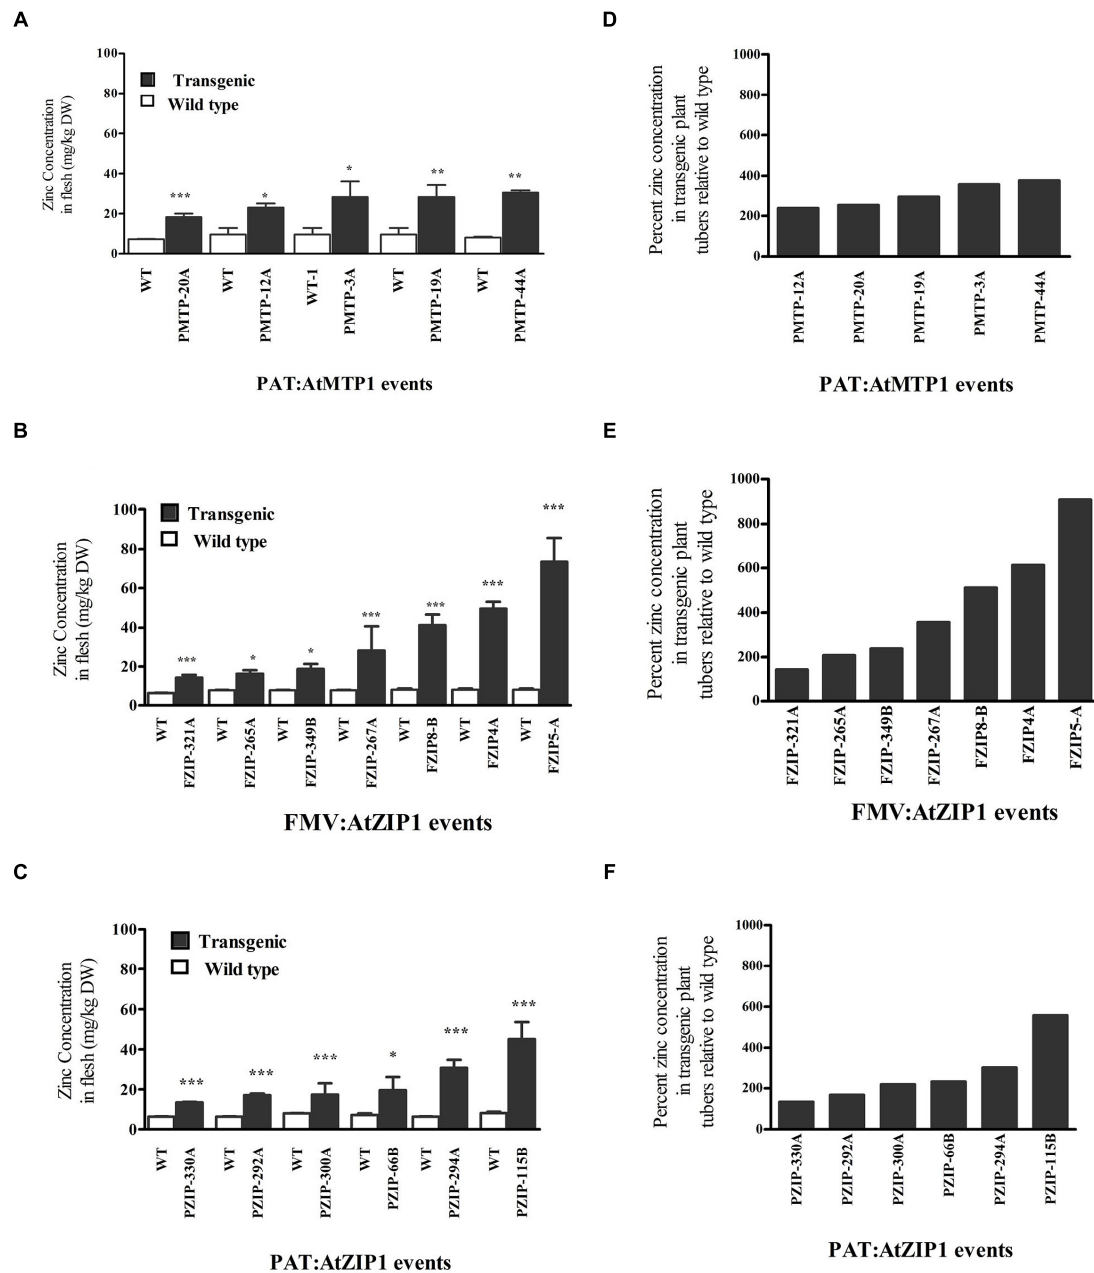 A
Zinc Concentration
in flesh (mg/kg DW)
100
80
60
40
20
0
Transgenic
Wild type
***
*
*
**
**
WT
PMTP-20A
WT
PMTP-12A
WT-1
PMTP-3A
WT
PMTP-19A
WT
PMTP-44A
PAT:AtMTP1 events
D
Percent zinc concentration
in transgenic plant
tubers relative to wild type
1000
800
600
400
200
0
PMTP-12A
PMTP-20A
PMTP-19A
PMTP-3A
PMTP-44A
PAT:AtMTP1 events
B
Zinc Concentration
in flesh (mg/kg DW)
100
80
60
40
20
0
Transgenic
Wild type
***
*
*
***
***
***
***
WT
FZIP-321A
WT
FZIP-265A
WT
FZIP-349B
WT
FZIP-267A
WT
FZIP8-B
WT
FZIP4A
WT
FZIP5-A
FMV:AtZIP1 events
E
Percent zinc concentration
in transgenic plant
tubers relative to wild type
1000
800
600
400
200
0
FZIP-321A
FZIP-265A
FZIP-349B
FZIP-267A
FZIP8-B
FZIP4A
FZIP5-A
FMV:AtZIP1 events
C
Zinc Concentration
in flesh (mg/kg DW)
100
80
60
40
20
0
Transgenic
Wild type
***
***
***
*
***
***
WT
PZIP-330A
WT
PZIP-292A
WT
PZIP-300A
WT
PZIP-66B
WT
PZIP-294A
WT
PZIP-115B
PAT:AtZIP1 events
F
Percent zinc concentration
in transgenic plant
tubers relative to wild type
1000
800
600
400
200
0
PZIP-330A
PZIP-292A
PZIP-300A
PZIP-66B
PZIP-294A
PZIP-115B
PAT:AtZIP1 events